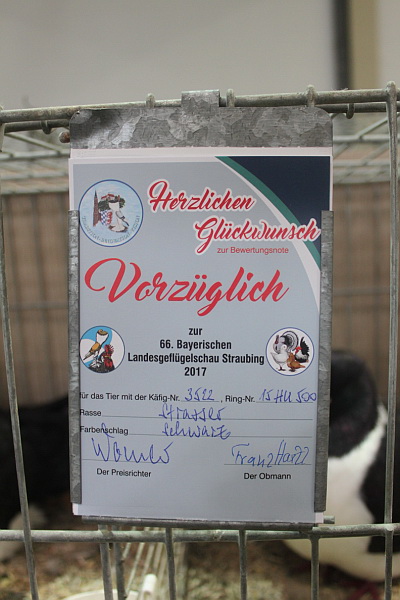 Herzlichen
Glückwunsch
zur Bewertungsnote
Vorzüglich
zur
66. Bayerischen
Landesgeflügelschau Straubing
2017
für das Tier mit der Käfig-Nr. 3522 , Ring-Nr. 15 HU 500
Rasse Strasser
Farbenschlag schwarz
Der Preisrichter Der Obmann